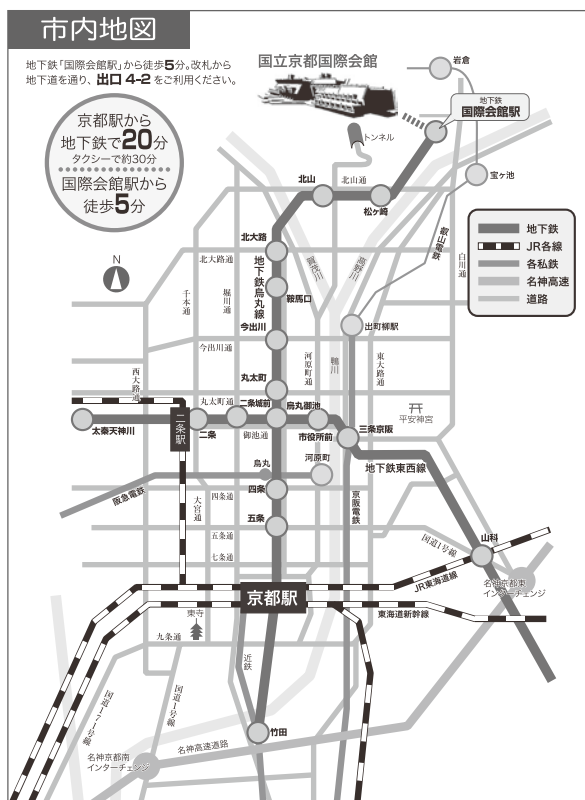 市内地図
地下鉄「国際会館駅」から徒歩5分。改札から
地下道を通り、出口 4-2 をご利用ください。
京都駅から
地下鉄で20分
タクシーで約30分
国際会館駅から
徒歩5分
国立京都国際会館
岩倉
地下鉄
国際会館駅
トンネル
宝ヶ池
北山
北山通
松ヶ崎
叡山電鉄
白川通
地下鉄
JR各線
各私鉄
名神高速
道路
N
北大路
北大路通
地下鉄烏丸線
賀茂川
高野川
千本通
堀川通
鞍馬口
今出川
出町柳駅
今出川通
河原町通
鴨川
東大路通
西大路通
丸太町
丸太町通
二条城前
烏丸御池
平安神宮
太秦天神川
二条駅
二条
御池通
市役所前
三条京阪
烏丸
河原町
地下鉄東西線
阪急電鉄
四条通
四条
大宮通
京阪電鉄
五条
五条通
国道1号線
山科
七条通
京都駅
JR東海道線
名神京都東
インターチェンジ
東海道新幹線
東寺
九条通
近鉄
国道171号線
国道1号線
竹田
名神高速道路
名神京都南
インターチェンジ